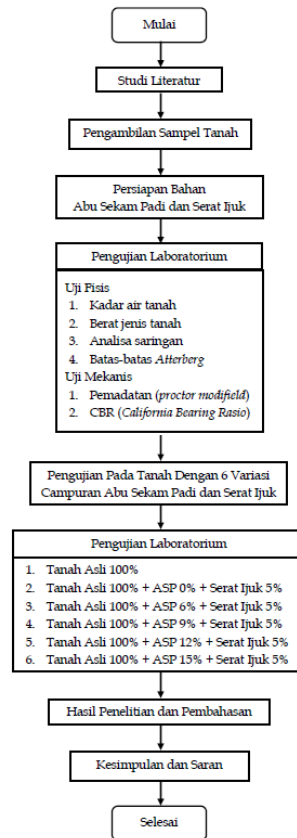 Mulai
Studi Literatur
Pengambilan Sampel Tanah
Persiapan Bahan
Abu Sekam Padi dan Serat Ijuk
Pengujian Laboratorium
Uji Fisis
1. Kadar air tanah
2. Berat jenis tanah
3. Analisa saringan
4. Batas-batas Atterberg
Uji Mekanis
1. Pemadatan (proctor modifield)
2. CBR (California Bearing Rasio)
Pengujian Pada Tanah Dengan 6 Variasi
Campuran Abu Sekam Padi dan Serat Ijuk
Pengujian Laboratorium
1. Tanah Asli 100%
2. Tanah Asli 100% + ASP 0% + Serat Ijuk 5%
3. Tanah Asli 100% + ASP 6% + Serat Ijuk 5%
4. Tanah Asli 100% + ASP 9% + Serat Ijuk 5%
5. Tanah Asli 100% + ASP 12% + Serat Ijuk 5%
6. Tanah Asli 100% + ASP 15% + Serat Ijuk 5%
Hasil Penelitian dan Pembahasan
Kesimpulan dan Saran
Selesai